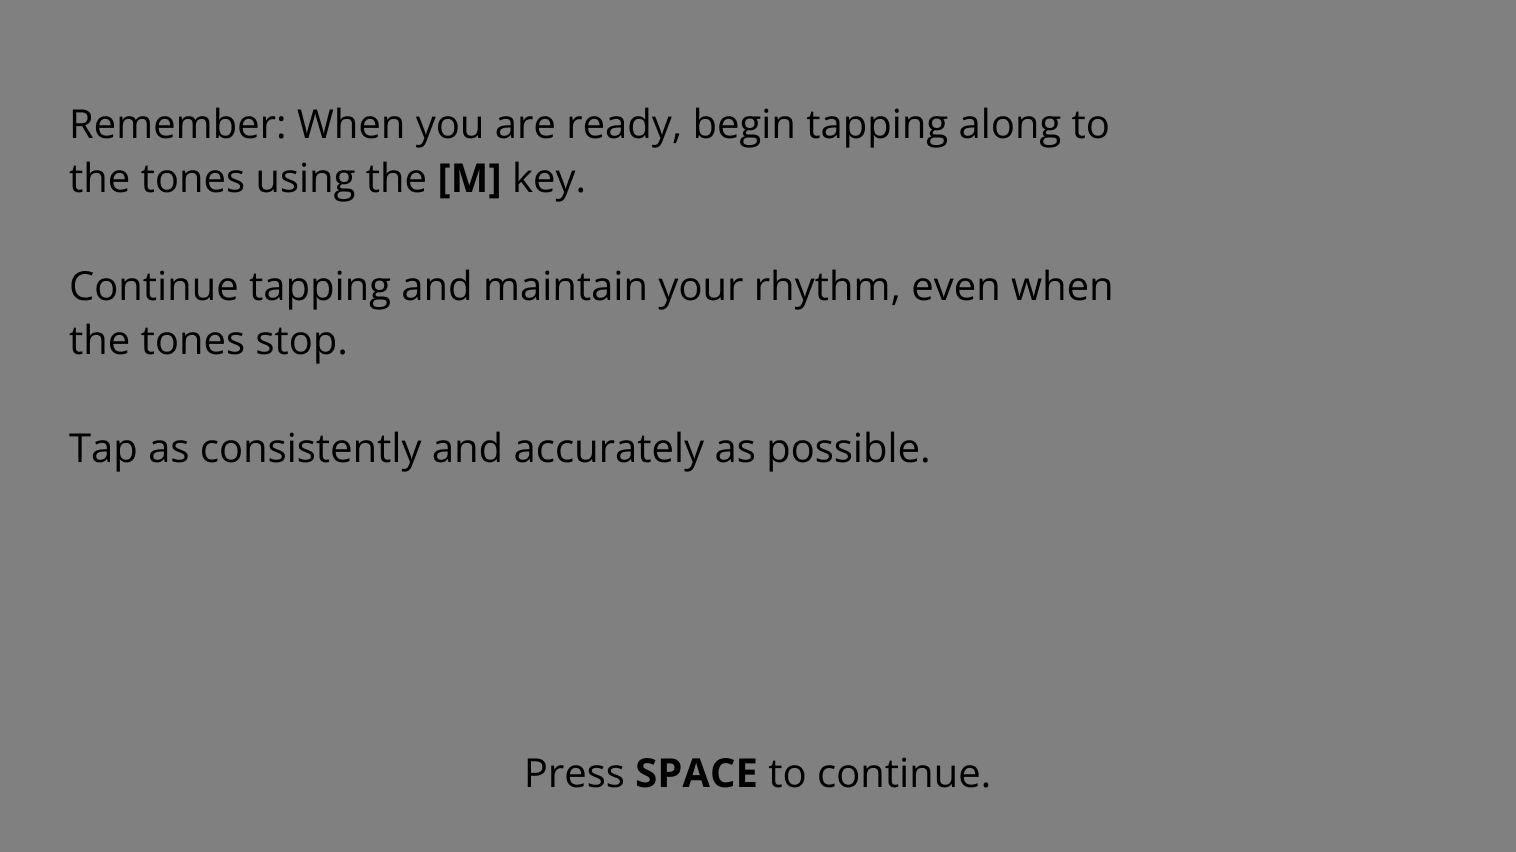 Remember: When you are ready, begin tapping along to
the tones using the [M] key.
Continue tapping and maintain your rhythm, even when
the tones stop.
Tap as consistently and accurately as possible.
Press SPACE to continue.